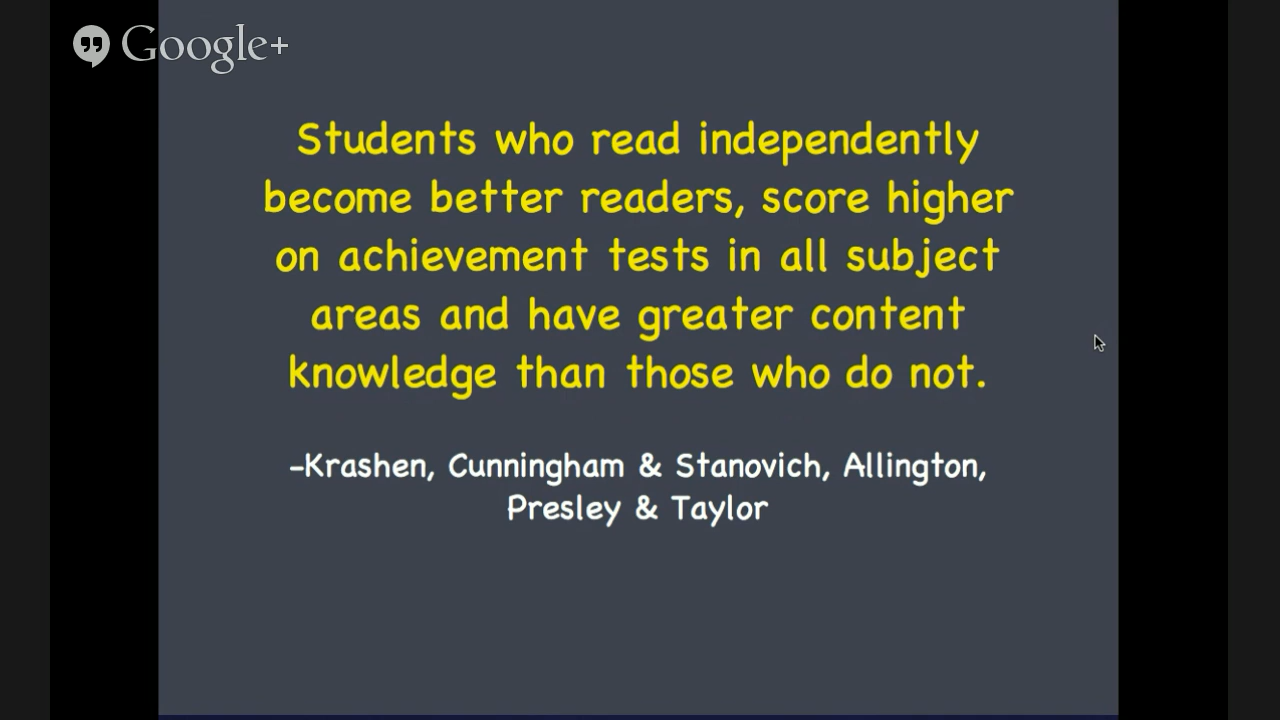 Google+
Students who read independently
become better readers, score higher
on achievement tests in all subject
areas and have greater content
knowledge than those who do not.
-Krashen, Cunningham & Stanovich, Allington,
Presley & Taylor